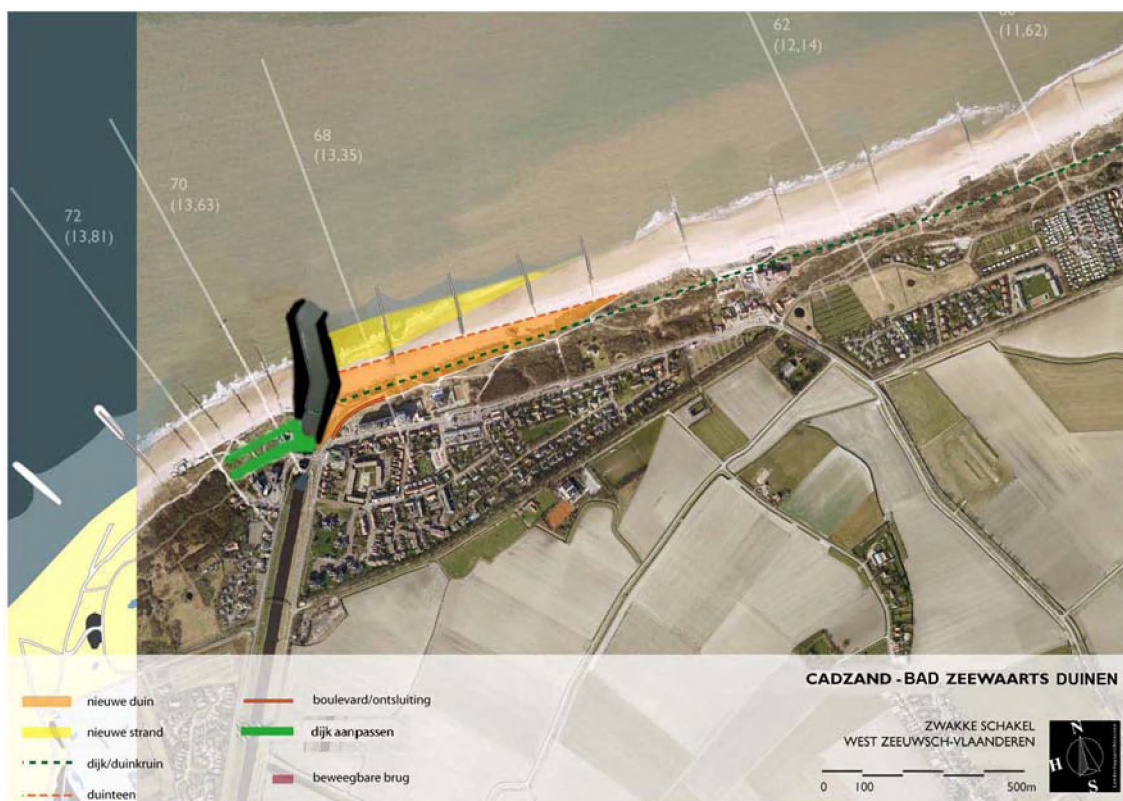 62
(12,14)
(11,62)
68
(13,35)
70
(13,63)
72
(13,81)
CADZAND - BAD ZEEWAARTS DUINEN
nieuwe duin
nieuwe strand
dijk/duinkruin
duinteen
boulevard/ontsluiting
dijk aanpassen
beweegbare brug
ZWAKKE SCHAKEL
WEST ZEEUWSCH-VLAANDEREN
0 100 500m
N
H
S